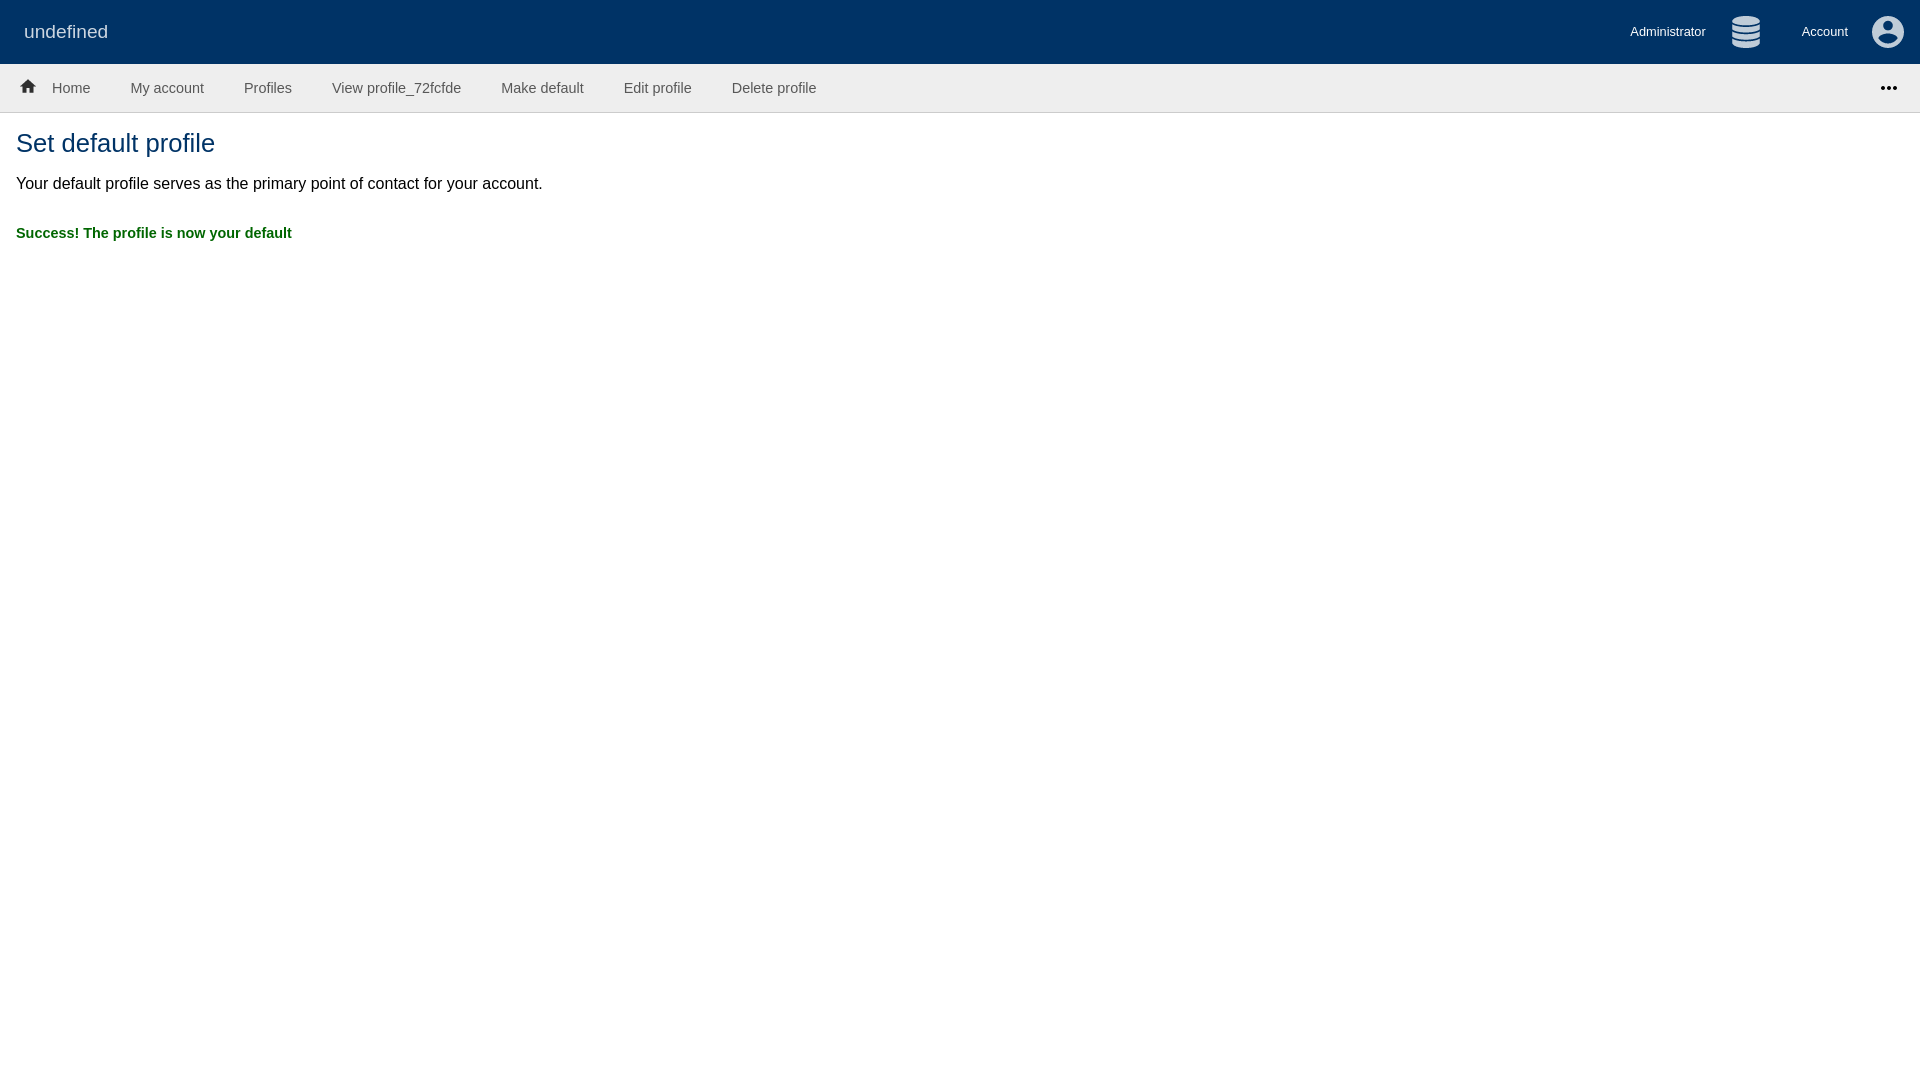 undefined
Administrator
Account
Home
My account
Profiles
View profile_72fcfde
Make default
Edit profile
Delete profile
Set default profile
Your default profile serves as the primary point of contact for your account.
Success! The profile is now your default